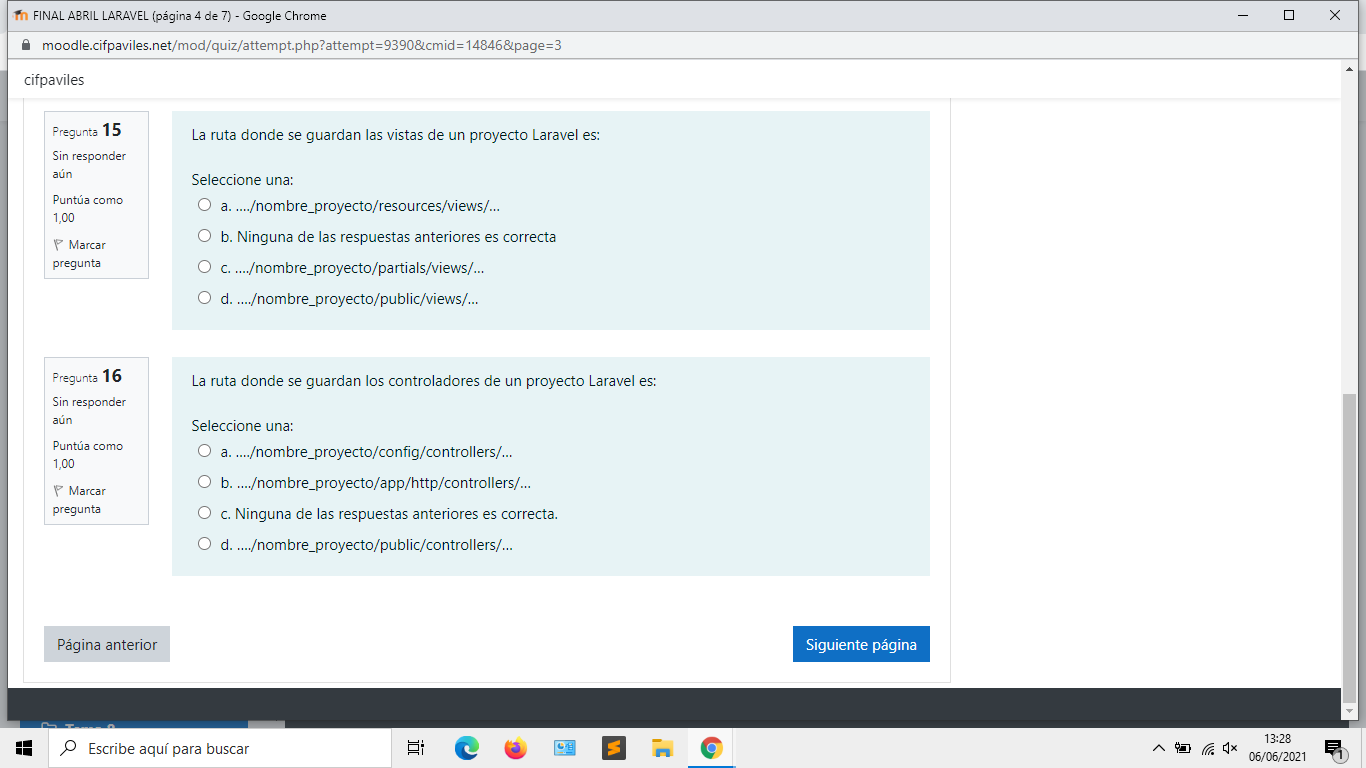 FINAL ABRIL LARAVEL (página 4 de 7) - Google Chrome
moodle.cifpaviles.net/mod/quiz/attempt.php?attempt=9390&cmid=14846&page=3
cifpaviles
Pregunta 15
Sin responder
aún
Puntúa como
1,00
Marcar
pregunta
La ruta donde se guardan las vistas de un proyecto Laravel es:
Seleccione una:
a. ..../nombre_proyecto/resources/views/...
b. Ninguna de las respuestas anteriores es correcta
c. ..../nombre_proyecto/partials/views/...
d. ..../nombre_proyecto/public/views/...
Pregunta 16
Sin responder
aún
Puntúa como
1,00
Marcar
pregunta
La ruta donde se guardan los controladores de un proyecto Laravel es:
Seleccione una:
a. ..../nombre_proyecto/config/controllers/...
b. ..../nombre_proyecto/app/http/controllers/...
c. Ninguna de las respuestas anteriores es correcta.
d. ..../nombre_proyecto/public/controllers/...
Página anterior
Siguiente página
Escribe aquí para buscar
13:28
06/06/2021
1